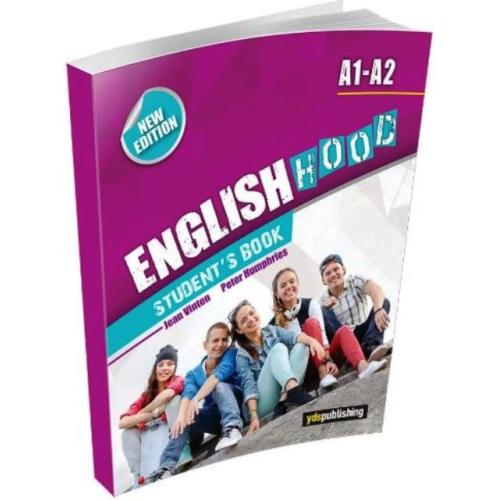 A1-A2
NEW
EDITION
ENGLISH HOOD
STUDENT'S BOOK
Jean Vinten Peter Humphries
ydspublishing